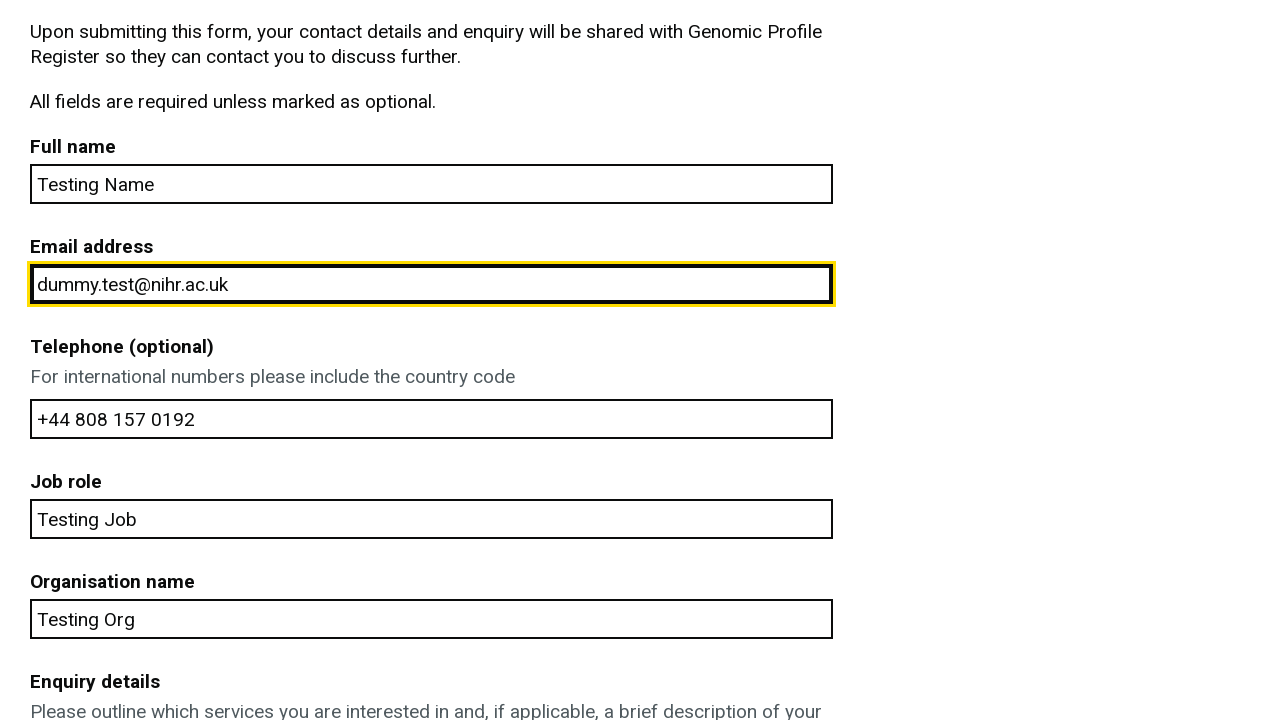 Upon submitting this form, your contact details and enquiry will be shared with Genomic Profile
Register so they can contact you to discuss further.
All fields are required unless marked as optional.
Full name
Testing Name
Email address
dummy.test@nihr.ac.uk
Telephone (optional)
For international numbers please include the country code
+44 808 157 0192
Job role
Testing Job
Organisation name
Testing Org
Enquiry details
Please outline which services you are interested in and, if applicable, a brief description of your